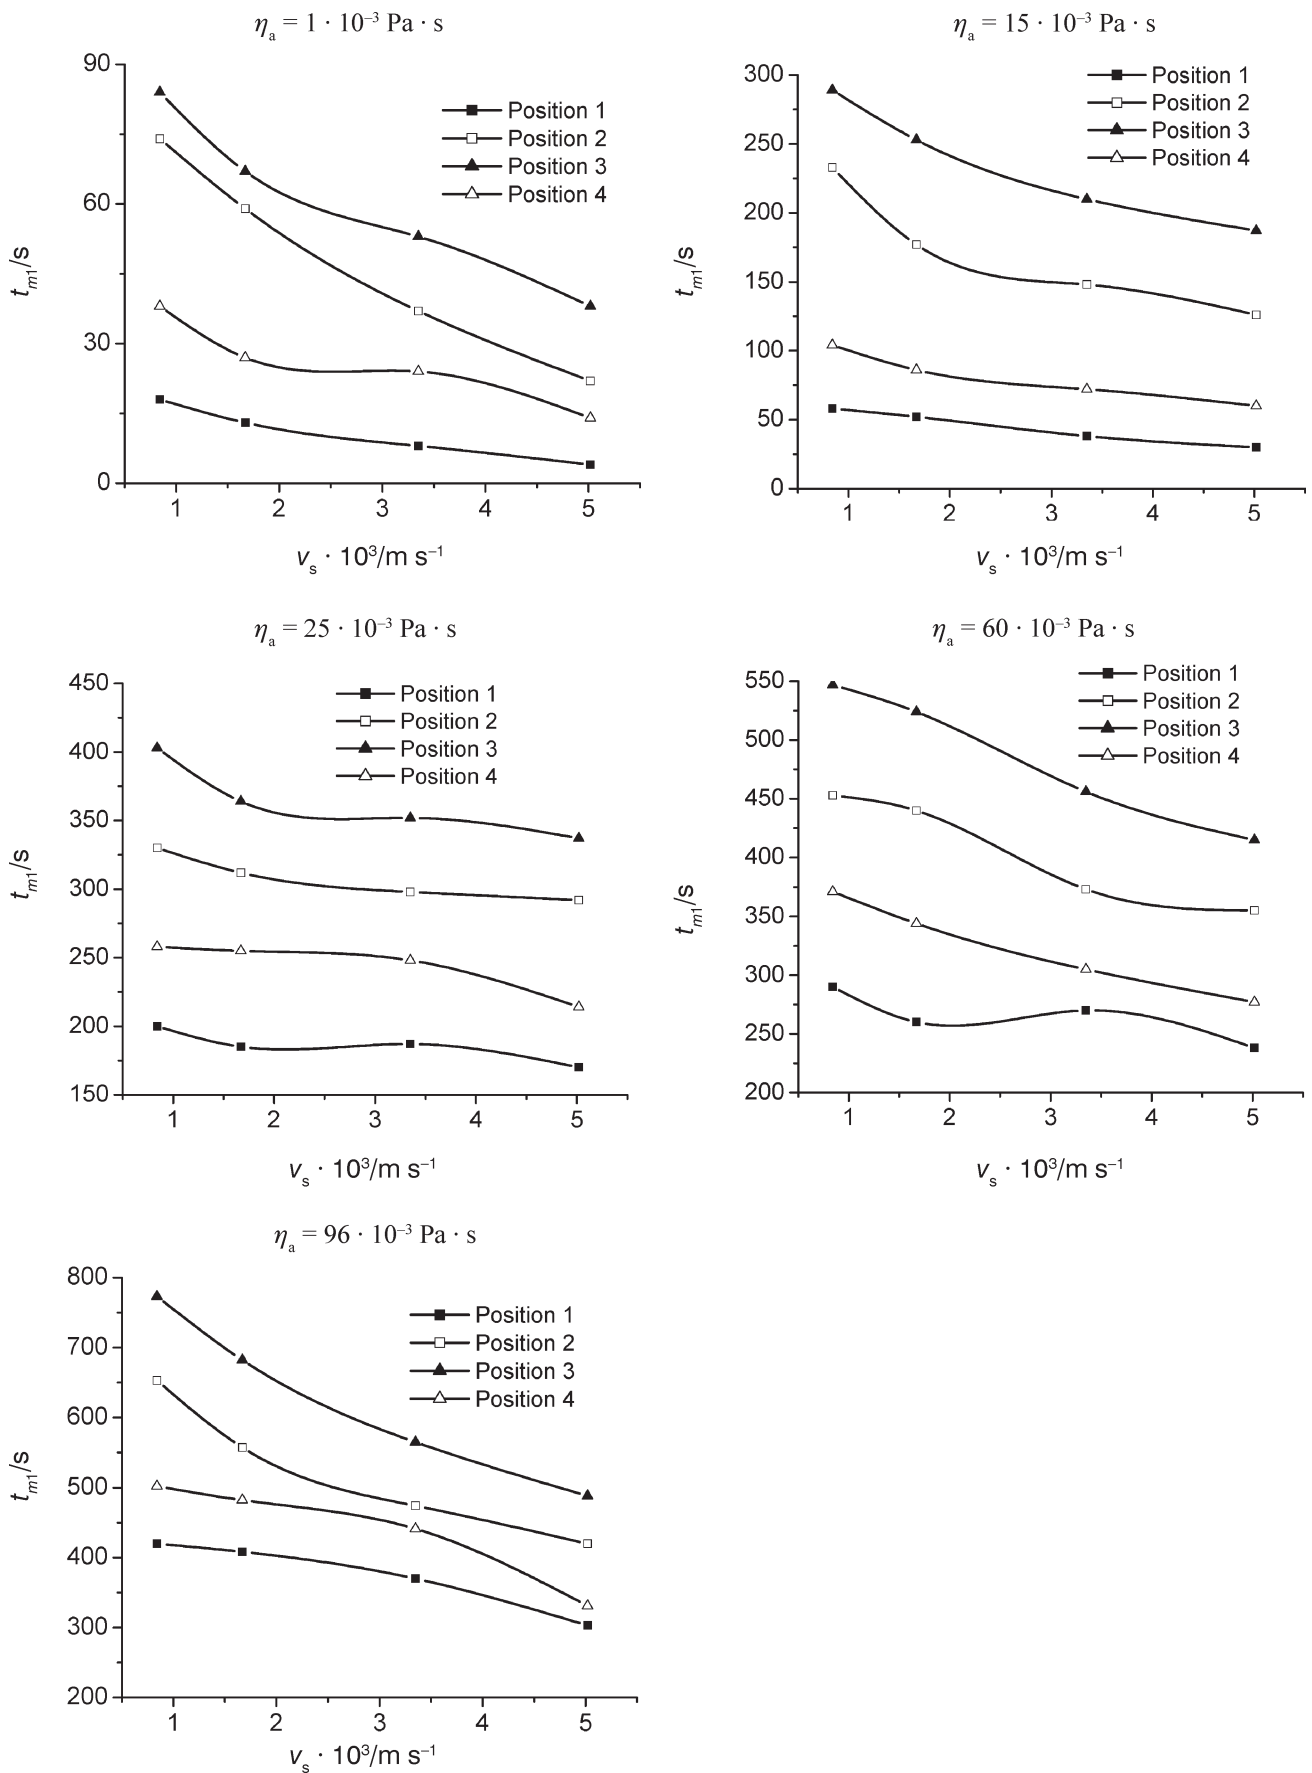 ηₐ = 1 · 10⁻³ Pa · s
90
60
30
0
tₘ₁/s
Position 1
Position 2
Position 3
Position 4
1 2 3 4 5
vₛ · 10³/m s⁻¹
ηₐ = 15 · 10⁻³ Pa · s
300
250
200
150
100
50
0
tₘ₁/s
Position 1
Position 2
Position 3
Position 4
1 2 3 4 5
vₛ · 10³/m s⁻¹
ηₐ = 25 · 10⁻³ Pa · s
450
400
350
300
250
200
150
tₘ₁/s
Position 1
Position 2
Position 3
Position 4
1 2 3 4 5
vₛ · 10³/m s⁻¹
ηₐ = 60 · 10⁻³ Pa · s
550
500
450
400
350
300
250
200
tₘ₁/s
Position 1
Position 2
Position 3
Position 4
1 2 3 4 5
vₛ · 10³/m s⁻¹
ηₐ = 96 · 10⁻³ Pa · s
800
700
600
500
400
300
200
tₘ₁/s
Position 1
Position 2
Position 3
Position 4
1 2 3 4 5
vₛ · 10³/m s⁻¹